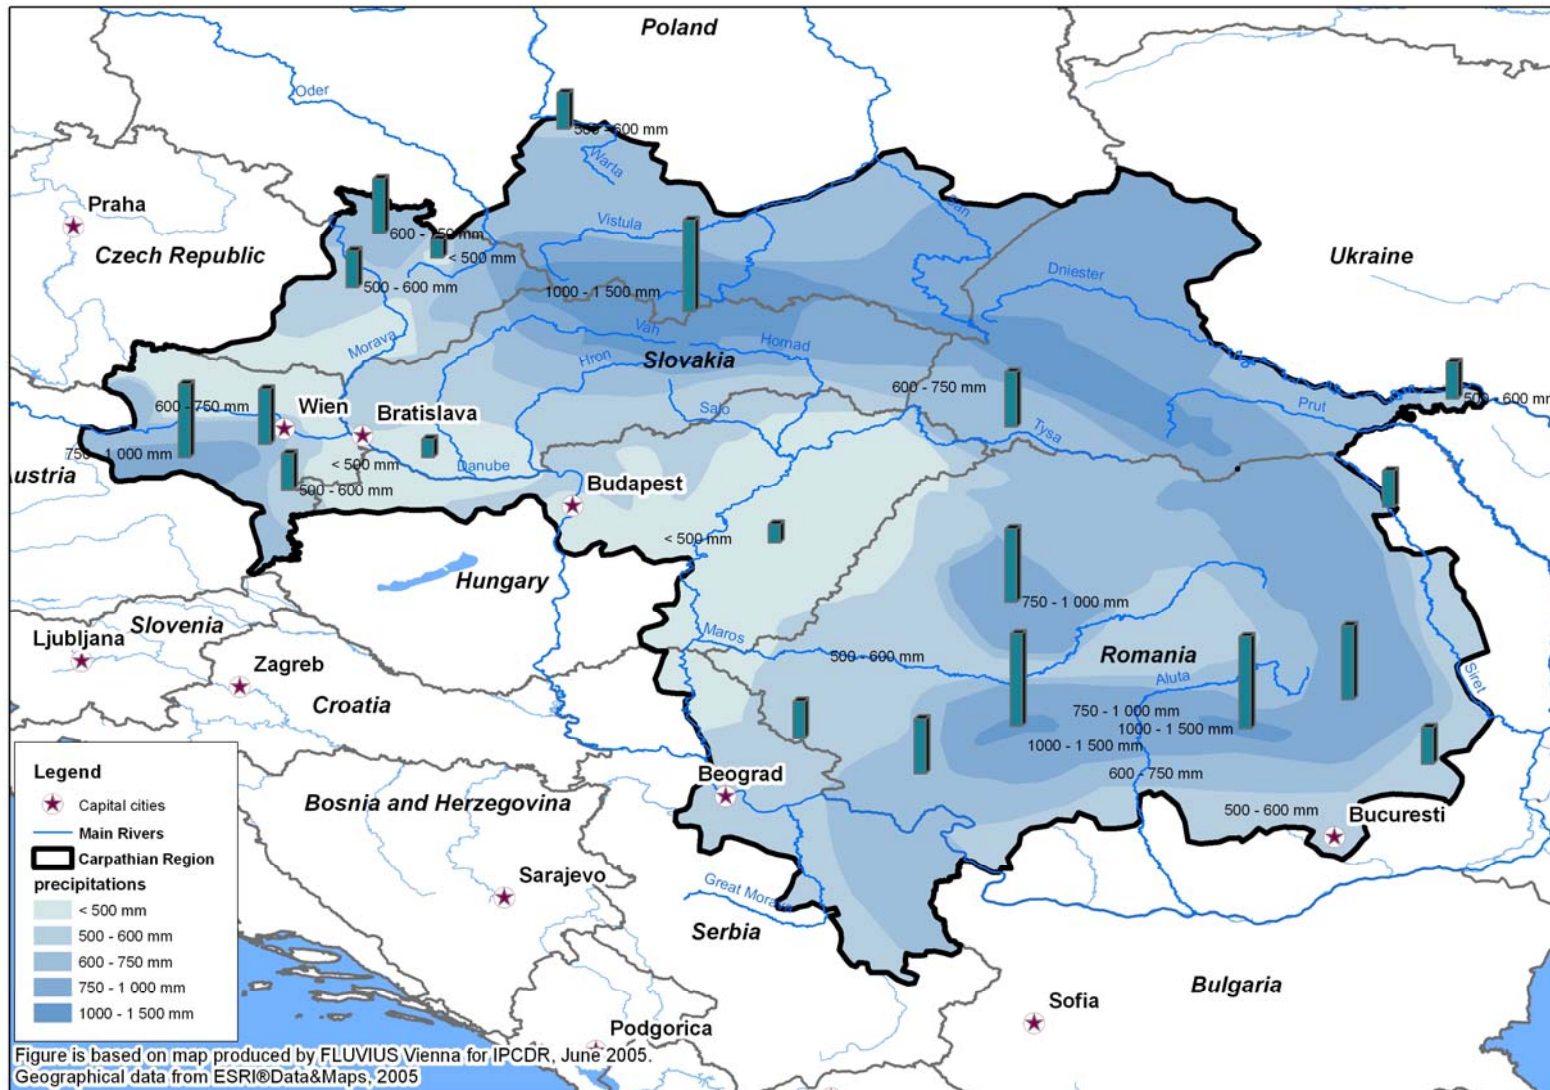 Poland
Oder
500 - 600 mm
Warta
Praha
Czech Republic
600 - 750 mm
< 500 mm
500 - 600 mm
Vistula
San
Ukraine
Dniester
1000 - 1 500 mm
Vah
Hornad
Morava
Hron
Slovakia
600 - 750 mm
600 - 750 mm
Wien
Bratislava
Salo
Prut
500 - 600 mm
Tysa
750 - 1 000 mm
< 500 mm
Danube
Austria
500 - 600 mm
Budapest
< 500 mm
Hungary
750 - 1 000 mm
Slovenia
Ljubljana
Maros
500 - 600 mm
Romania
Zagreb
Aluta
Siret
Croatia
750 - 1 000 mm
1000 - 1 500 mm
1000 - 1 500 mm
Beograd
600 - 750 mm
Bosnia and Herzegovina
500 - 600 mm
Bucuresti
Sarajevo
Great Morava
Serbia
Bulgaria
Sofia
Podgorica
Legend
Capital cities
Main Rivers
Carpathian Region
precipitations
< 500 mm
500 - 600 mm
600 - 750 mm
750 - 1 000 mm
1000 - 1 500 mm
Figure is based on map produced by FLUVIUS Vienna for IPCDR, June 2005.
Geographical data from ESRI®Data&Maps, 2005